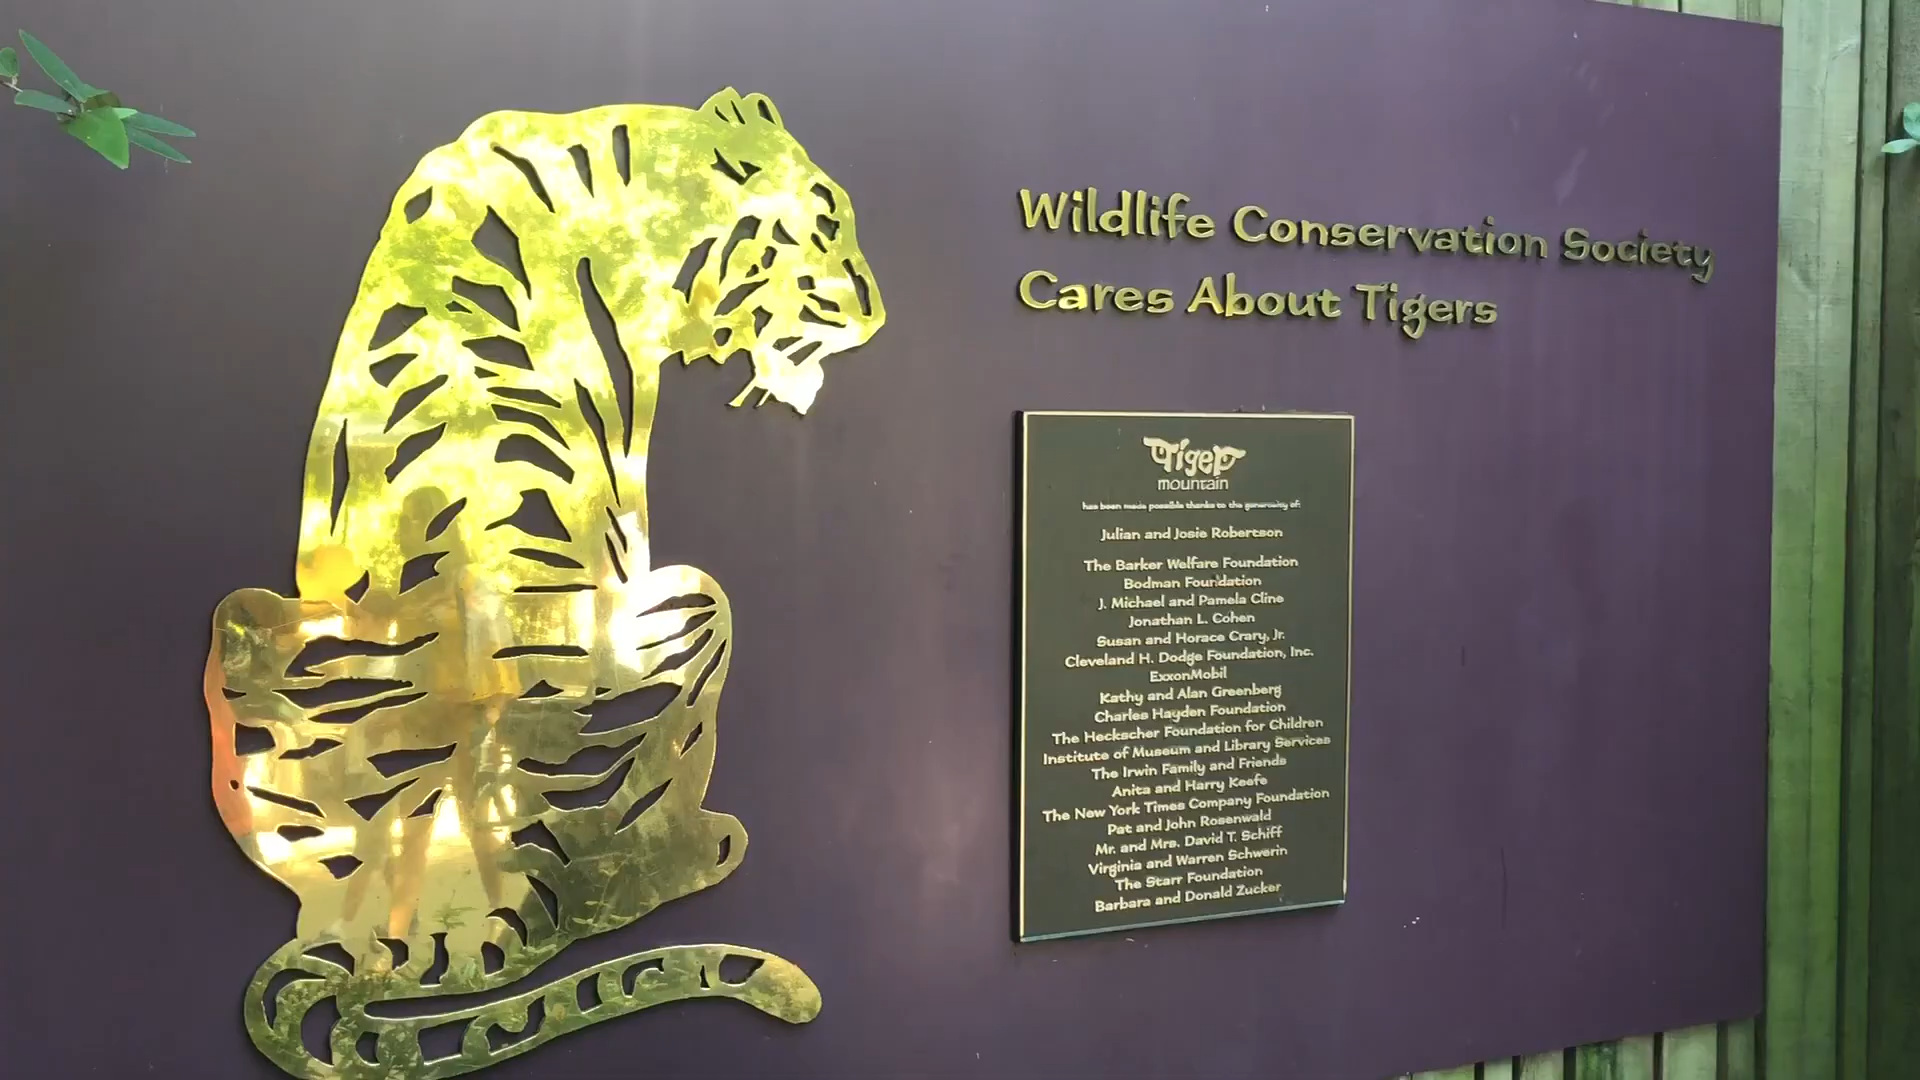 Wildlife Conservation Society
Cares About Tigers
Tiger
mountain
has been made possible thanks to the generosity of:
Julian and Josie Robertson
The Barker Welfare Foundation
Bodman Foundation
J. Michael and Pamela Cline
Jonathan L. Cohen
Susan and Horace Crary, Jr.
Cleveland H. Dodge Foundation, Inc.
ExxonMobil
Kathy and Alan Greenberg
Charles Hayden Foundation
The Heckscher Foundation for Children
Institute of Museum and Library Services
The Irwin Family and Friends
Anita and Harry Keefe
The New York Times Company Foundation
Pat and John Rosenwald
Mr. and Mrs. David T. Schiff
Virginia and Warren Schwerin
The Starr Foundation
Barbara and Donald Zucker